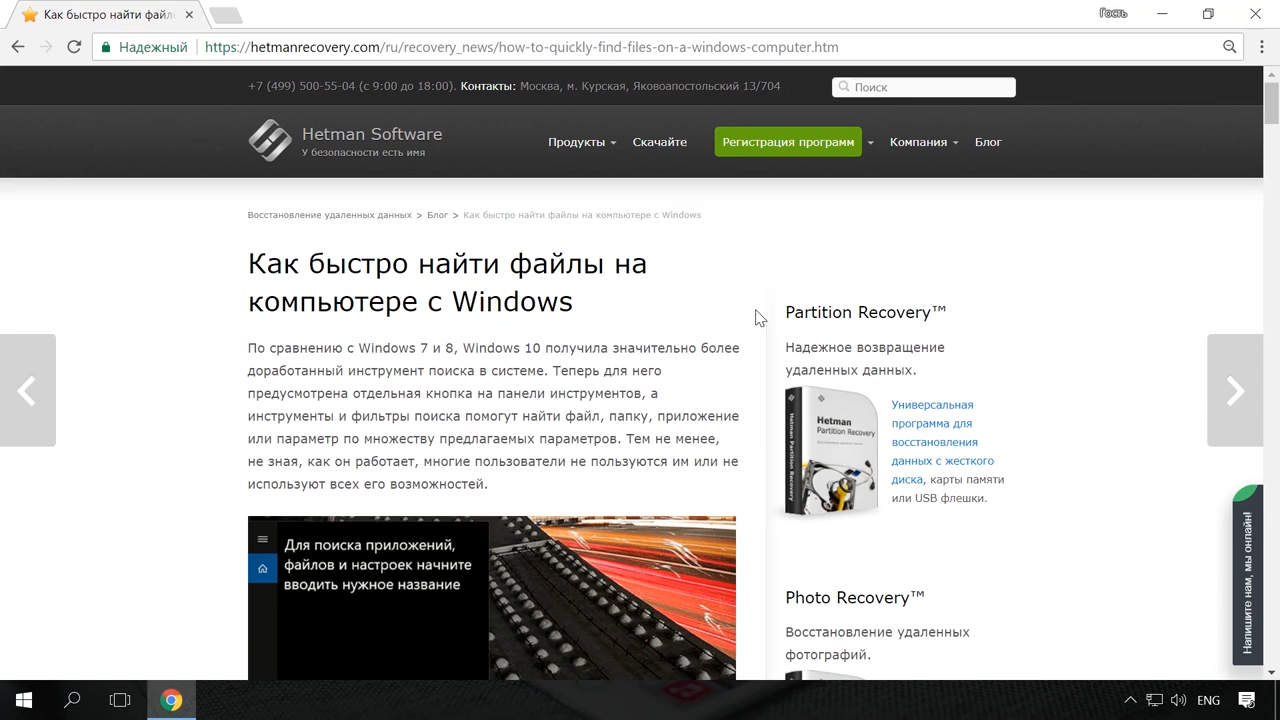 Как быстро найти файл
Гость
Надежный
https://hetmanrecovery.com/ru/recovery_news/how-to-quickly-find-files-on-a-windows-computer.htm
+7 (499) 500-55-04 (с 9:00 до 18:00). Контакты: Москва, м. Курская, Яковоапостольский 13/704
Поиск
Hetman Software
У безопасности есть имя
Продукты
Скачайте
Регистрация программ
Компания
Блог
Восстановление удаленных данных > Блог > Как быстро найти файлы на компьютере с Windows
Как быстро найти файлы на
компьютере с Windows
По сравнению с Windows 7 и 8, Windows 10 получила значительно более
доработанный инструмент поиска в системе. Теперь для него
предусмотрена отдельная кнопка на панели инструментов, а
инструменты и фильтры поиска помогут найти файл, папку, приложение
или параметр по множеству предлагаемых параметров. Тем не менее,
не зная, как он работает, многие пользователи не пользуются им или не
используют всех его возможностей.
Для поиска приложений,
файлов и настроек начните
вводить нужное название
Partition Recovery™
Надежное возвращение
удаленных данных.
Hetman
Partition Recovery
Hetman Partition Recovery
Универсальная
программа для
восстановления
данных с жесткого
диска, карты памяти
или USB флешки.
Photo Recovery™
Восстановление удаленных
фотографий.
Напишите нам, мы онлайн!
ENG